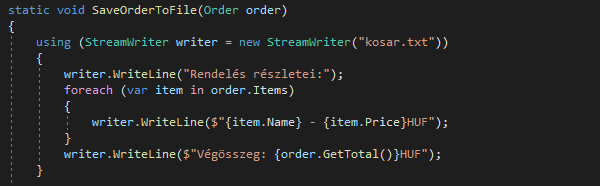 static void SaveOrderToFile(Order order)
{
    using (StreamWriter writer = new StreamWriter("kosar.txt"))
    {
        writer.WriteLine("Rendelés részletei:");
        foreach (var item in order.Items)
        {
            writer.WriteLine($"{item.Name} - {item.Price}HUF");
        }
        writer.WriteLine($"Végösszeg: {order.GetTotal()}HUF");
    }